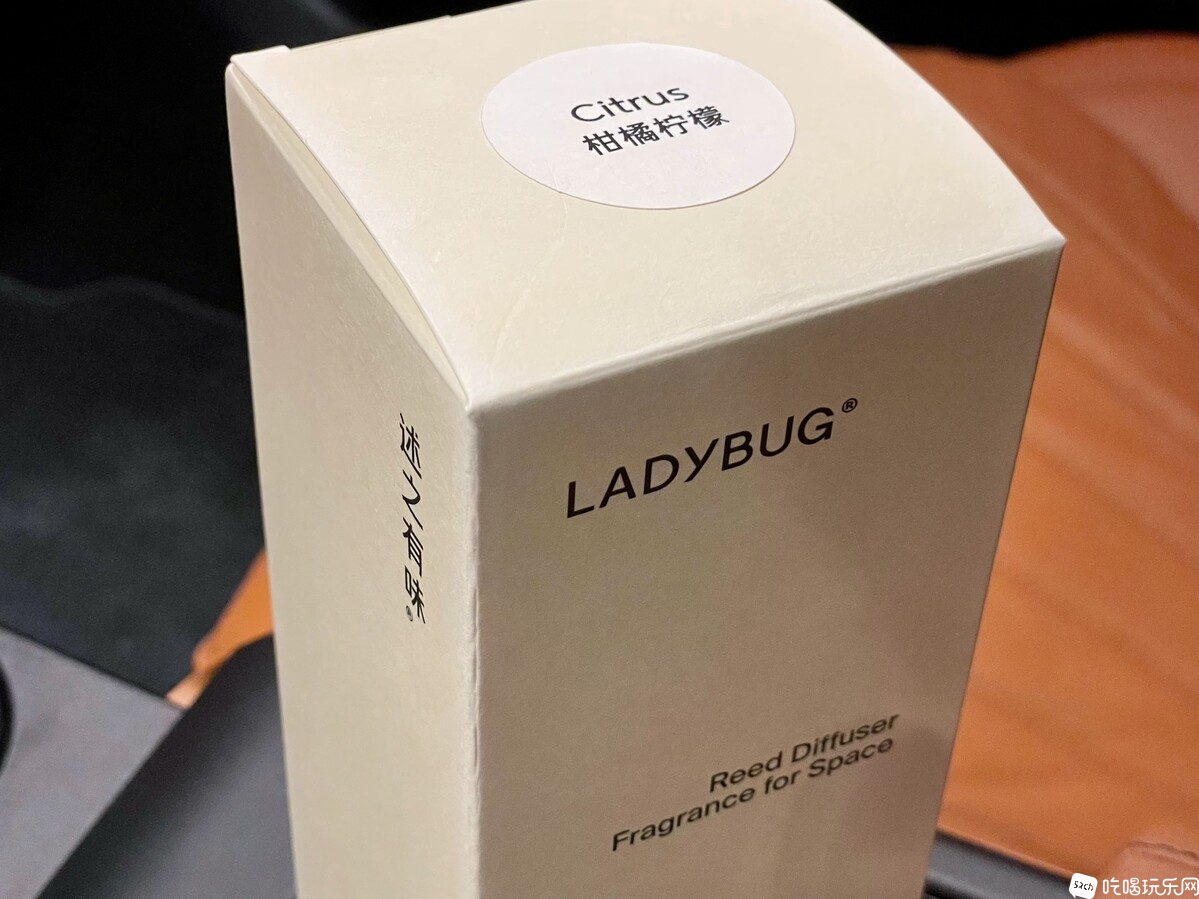 Citrus
柑橘柠檬
LADYBUG®
迷之有味®
Reed Diffuser
Fragrance for Space
5z2ch 吃喝玩乐网